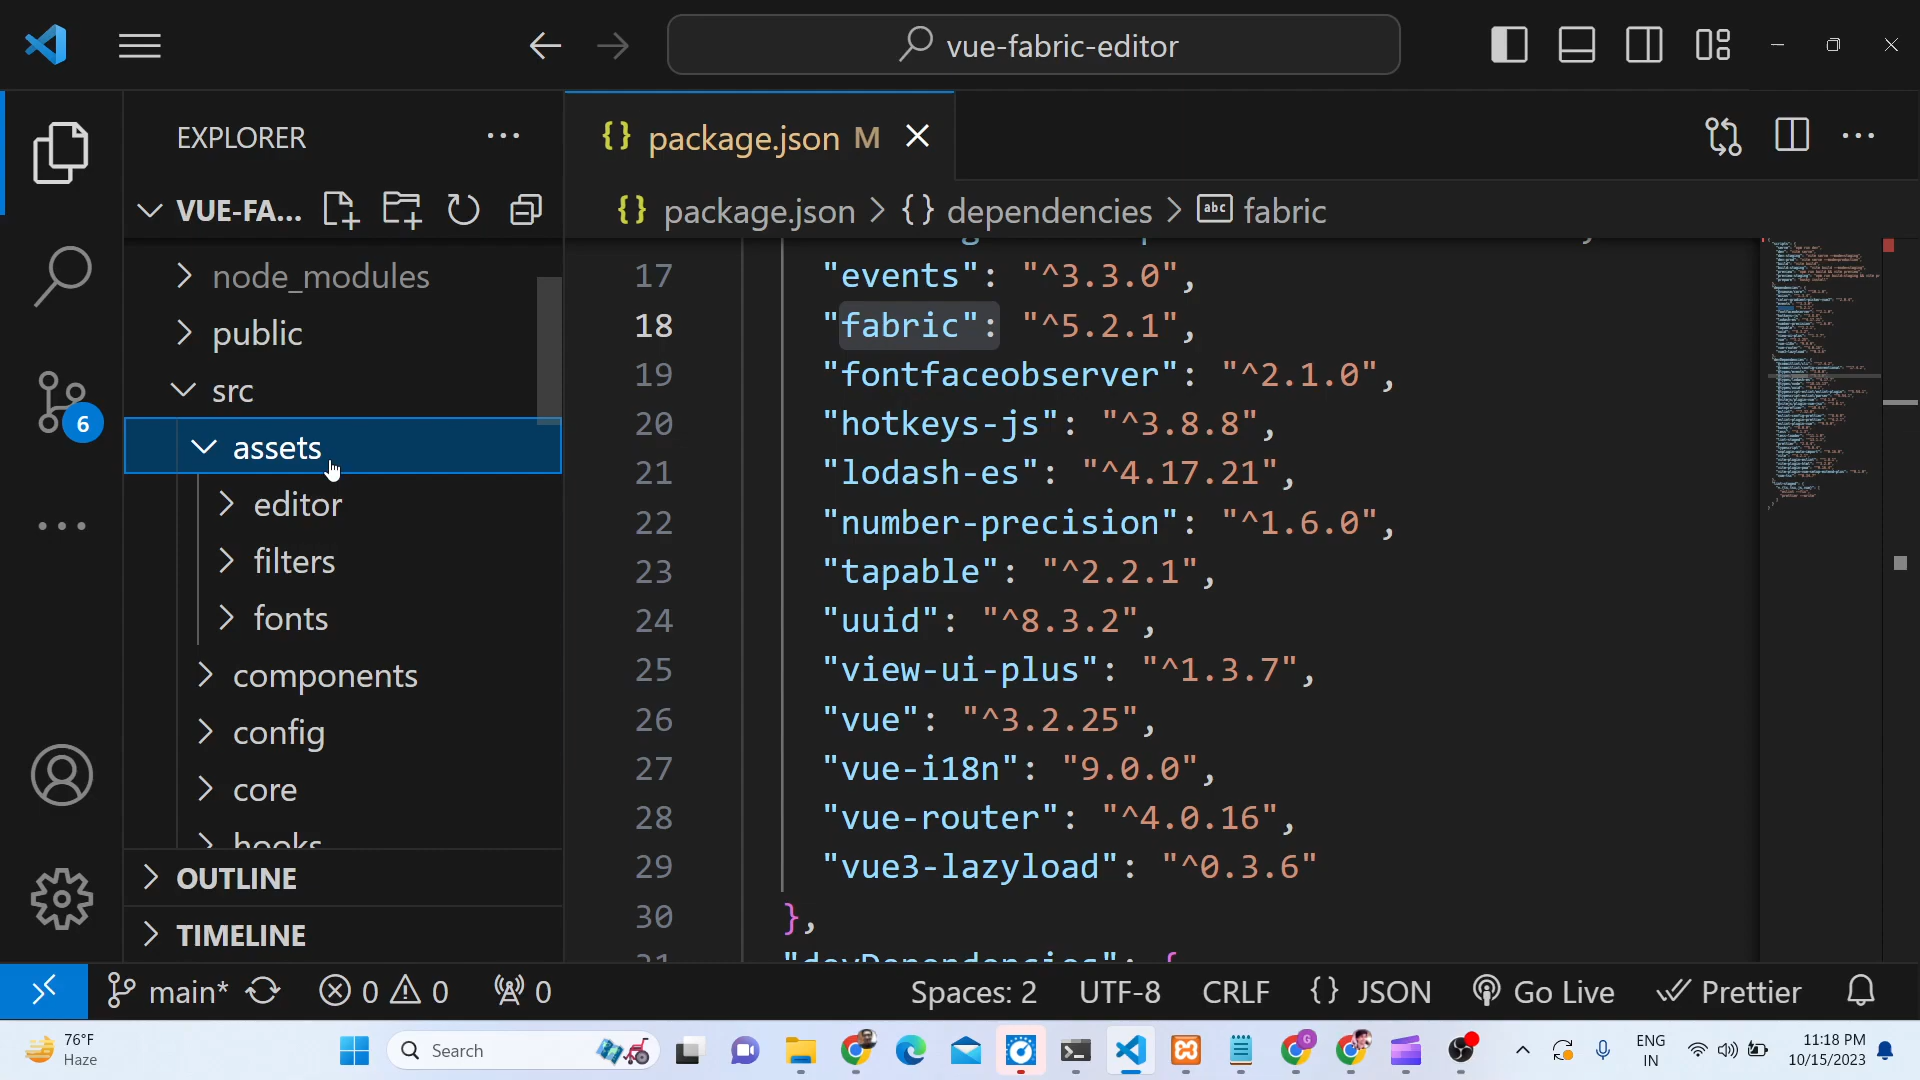 vue-fabric-editor
EXPLORER
VUE-FA...
node_modules
public
src
assets
editor
filters
fonts
components
config
core
hooks
OUTLINE
TIMELINE
6
{} package.json M
{} package.json > {} dependencies > abc fabric
17 "events": "^3.3.0",
18 "fabric": "^5.2.1",
19 "fontfaceobserver": "^2.1.0",
20 "hotkeys-js": "^3.8.8",
21 "lodash-es": "^4.17.21",
22 "number-precision": "^1.6.0",
23 "tapable": "^2.2.1",
24 "uuid": "^8.3.2",
25 "view-ui-plus": "^1.3.7",
26 "vue": "^3.2.25",
27 "vue-i18n": "9.0.0",
28 "vue-router": "^4.0.16",
29 "vue3-lazyload": "^0.3.6"
30 },
31 "devDependencies": {
main* 0 0 0 Spaces: 2 UTF-8 CRLF {} JSON Go Live Prettier
76°F
Haze
Search
G
ENG
IN
11:18 PM
10/15/2023